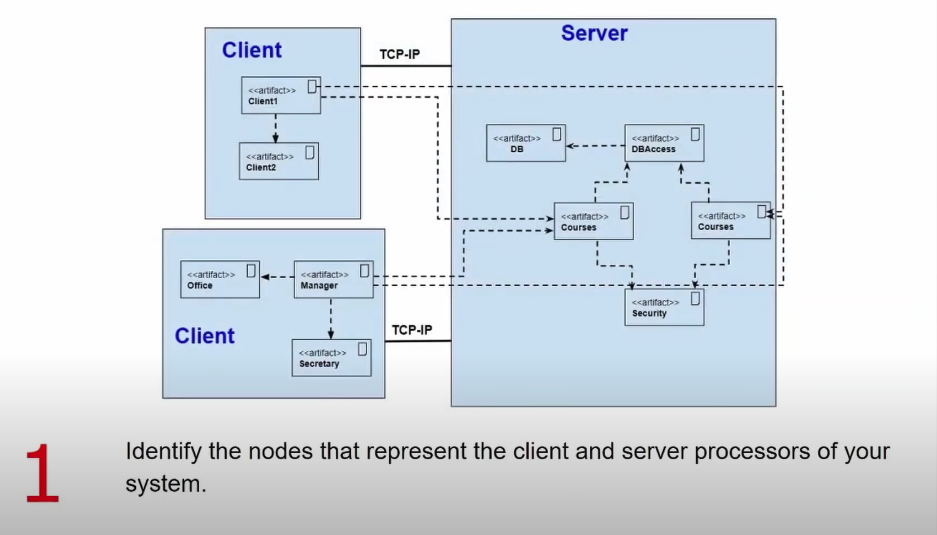 Client
TCP-IP
Server
<<artifact>>
Client1
<<artifact>>
Client2
<<artifact>>
DB
<<artifact>>
DBAccess
<<artifact>>
Courses
<<artifact>>
Courses
<<artifact>>
Office
<<artifact>>
Manager
<<artifact>>
Security
Client
TCP-IP
<<artifact>>
Secretary
1
Identify the nodes that represent the client and server processors of your
system.